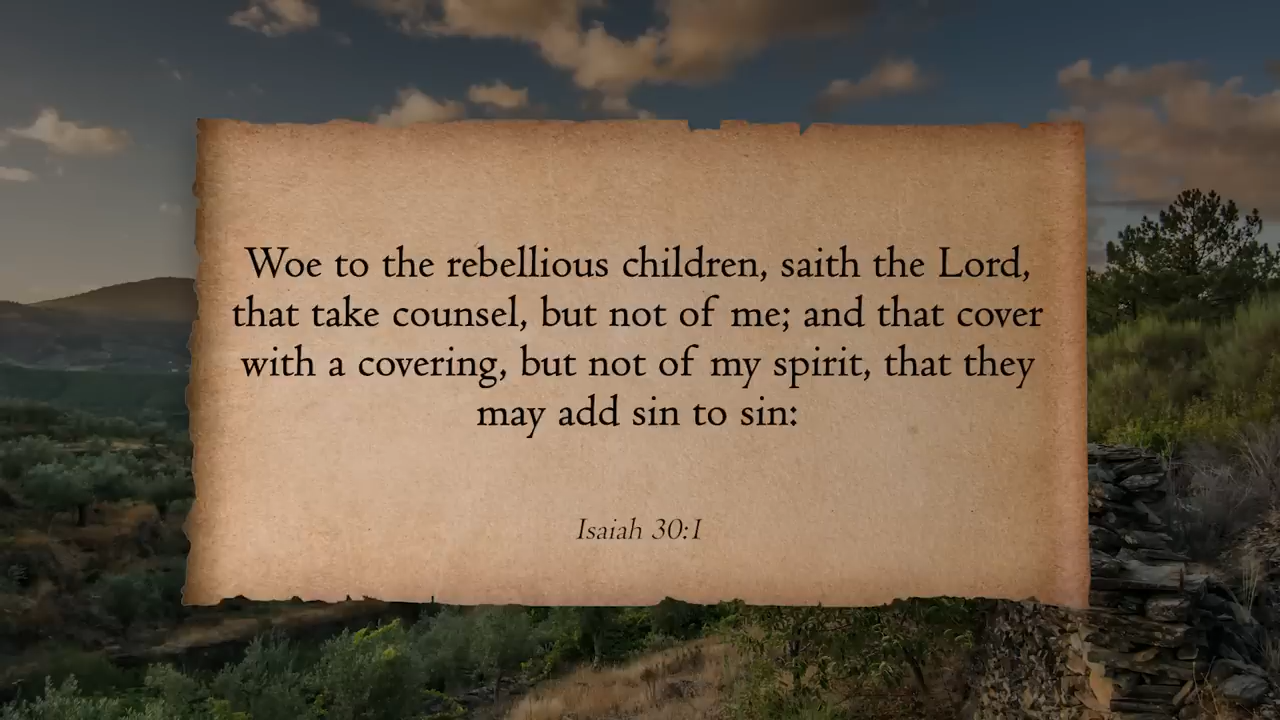 Woe to the rebellious children, saith the Lord,
that take counsel, but not of me; and that cover
with a covering, but not of my spirit, that they
may add sin to sin:
Isaiah 30:1